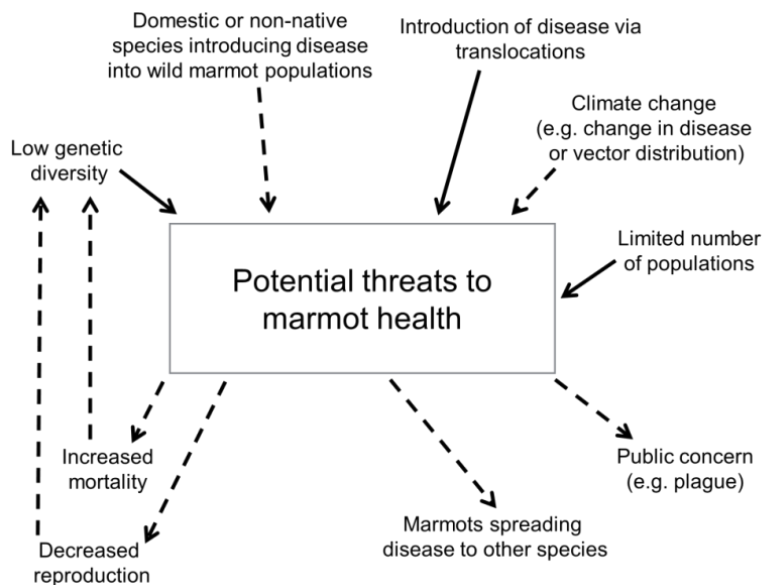 Domestic or non-native
species introducing disease
into wild marmot populations
Introduction of disease via
translocations
Climate change
(e.g. change in disease
or vector distribution)
Low genetic
diversity
Limited number
of populations
Potential threats to
marmot health
Increased
mortality
Public concern
(e.g. plague)
Marmots spreading
disease to other species
Decreased
reproduction